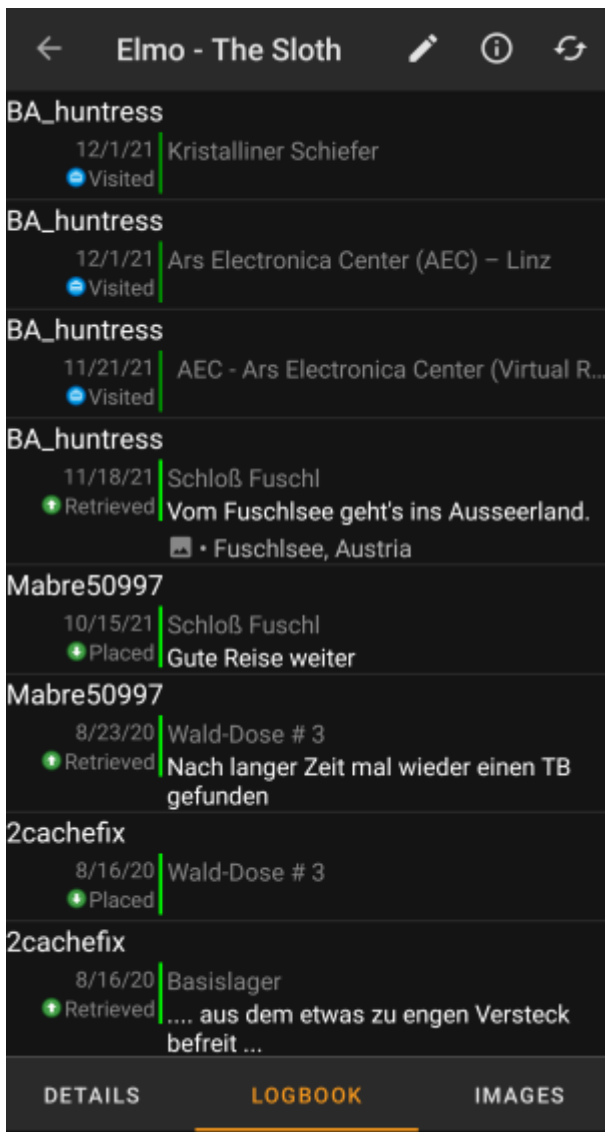 Elmo - The Sloth
BA_huntress
12/1/21 Kristalliner Schiefer
Visited
BA_huntress
12/1/21 Ars Electronica Center (AEC) – Linz
Visited
BA_huntress
11/21/21 AEC - Ars Electronica Center (Virtual R...
Visited
BA_huntress
11/18/21 Schloß Fuschl
Retrieved Vom Fuschlsee geht's ins Ausseerland.
• Fuschlsee, Austria
Mabre50997
10/15/21 Schloß Fuschl
Placed Gute Reise weiter
Mabre50997
8/23/20 Wald-Dose # 3
Retrieved Nach langer Zeit mal wieder einen TB
gefunden
2cachefix
8/16/20 Wald-Dose # 3
Placed
2cachefix
8/16/20 Basislager
Retrieved .... aus dem etwas zu engen Versteck
befreit ...
DETAILS LOGBOOK IMAGES